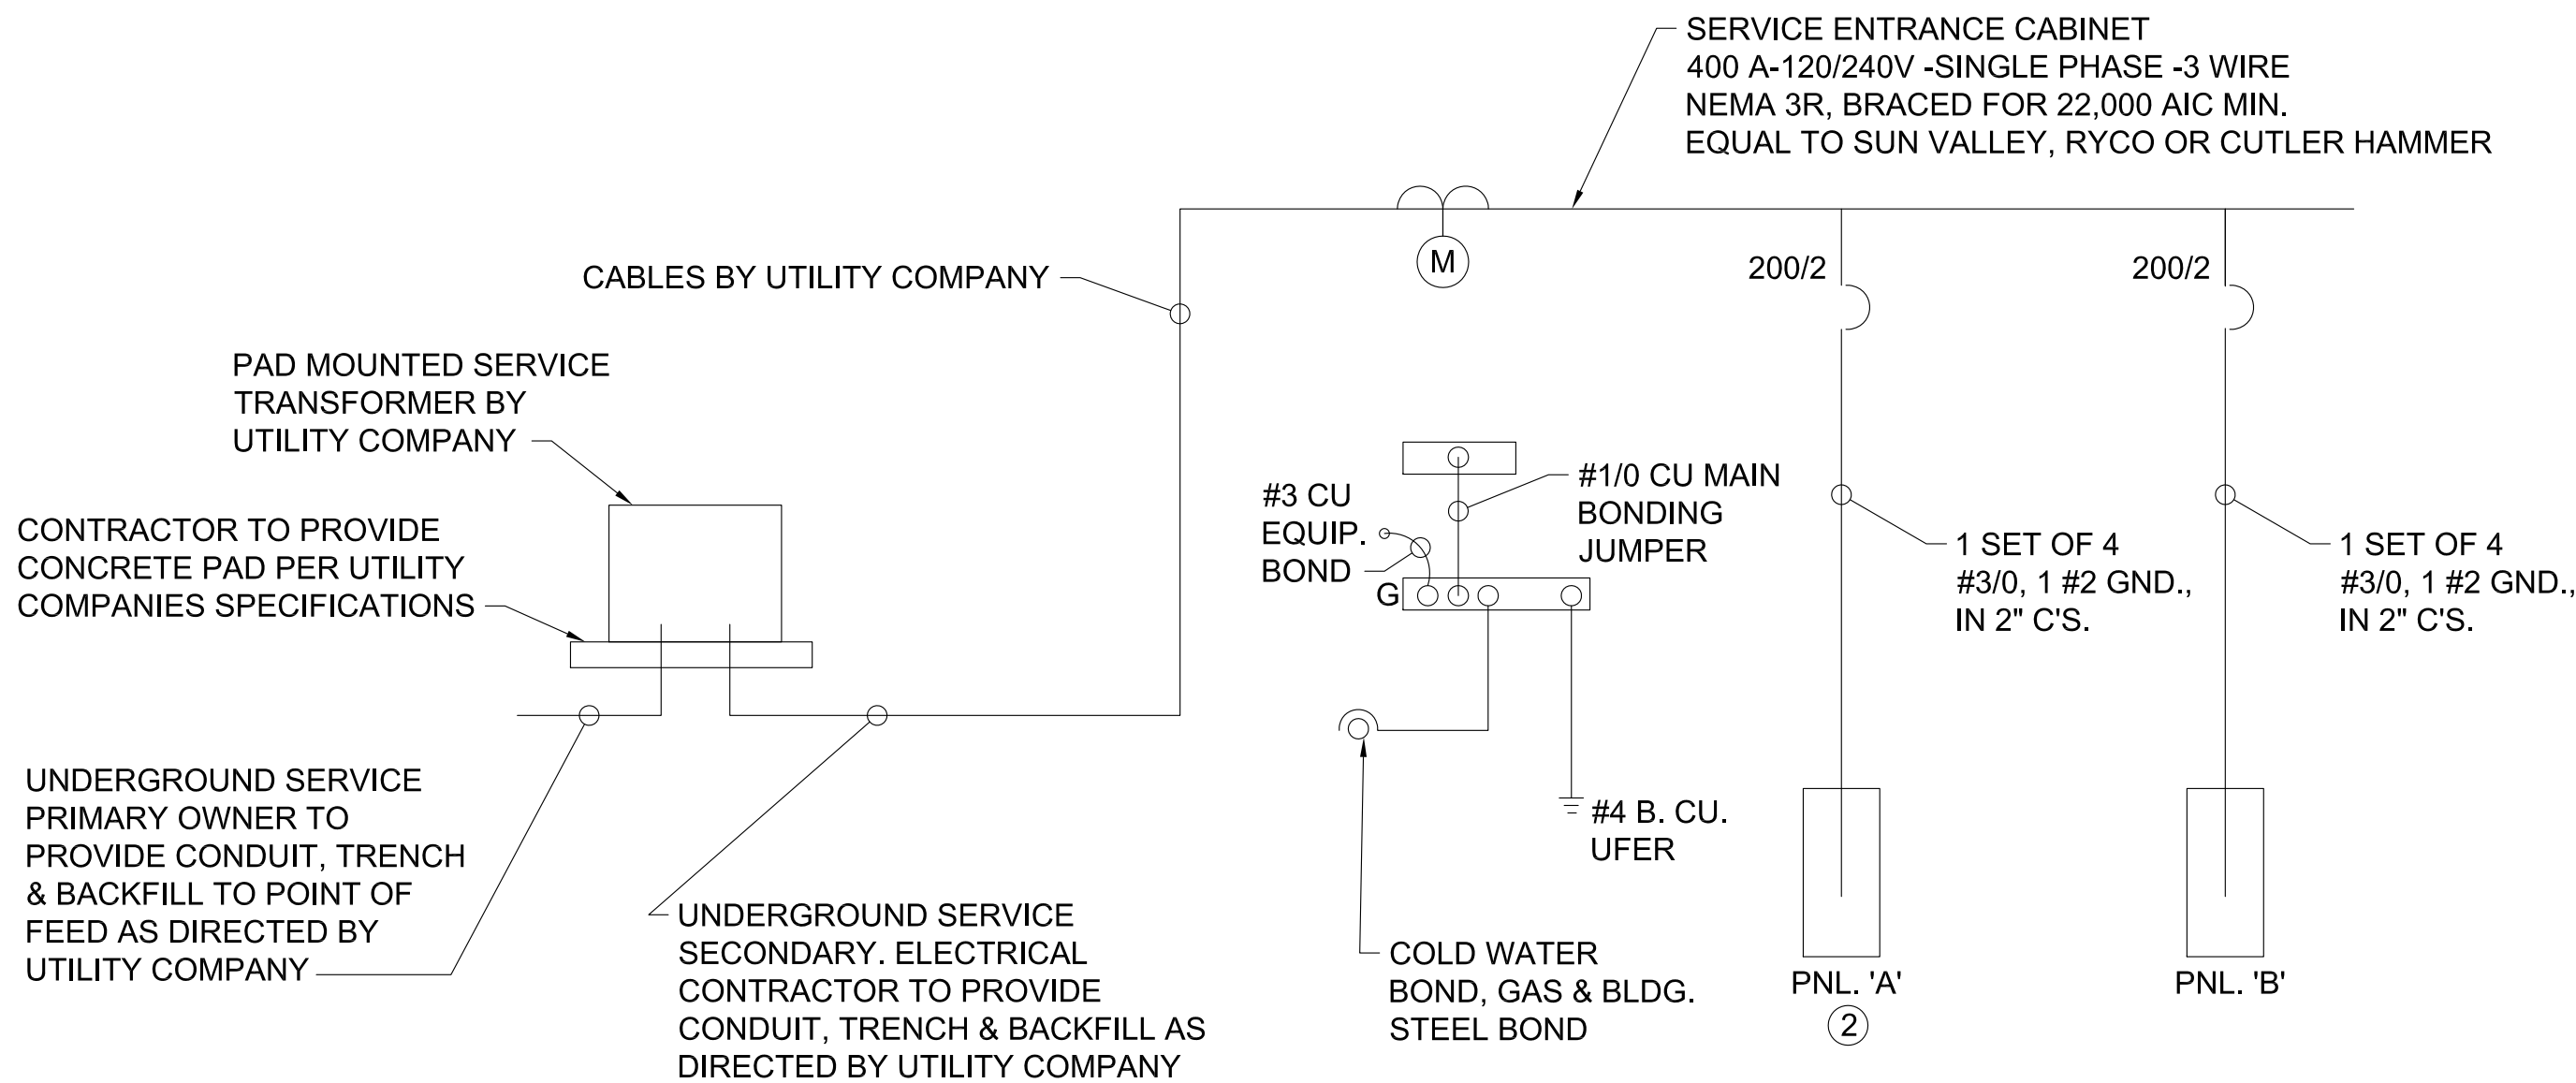 SERVICE ENTRANCE CABINET
400 A-120/240V -SINGLE PHASE -3 WIRE
NEMA 3R, BRACED FOR 22,000 AIC MIN.
EQUAL TO SUN VALLEY, RYCO OR CUTLER HAMMER
CABLES BY UTILITY COMPANY
M
200/2
200/2
PAD MOUNTED SERVICE
TRANSFORMER BY
UTILITY COMPANY
CONTRACTOR TO PROVIDE
CONCRETE PAD PER UTILITY
COMPANIES SPECIFICATIONS
#3 CU
EQUIP.
BOND
#1/0 CU MAIN
BONDING
JUMPER
G
1 SET OF 4
#3/0, 1 #2 GND.,
IN 2" C'S.
1 SET OF 4
#3/0, 1 #2 GND.,
IN 2" C'S.
UNDERGROUND SERVICE
PRIMARY OWNER TO
PROVIDE CONDUIT, TRENCH
& BACKFILL TO POINT OF
FEED AS DIRECTED BY
UTILITY COMPANY
UNDERGROUND SERVICE
SECONDARY. ELECTRICAL
CONTRACTOR TO PROVIDE
CONDUIT, TRENCH & BACKFILL AS
DIRECTED BY UTILITY COMPANY
#4 B. CU.
UFER
COLD WATER
BOND, GAS & BLDG.
STEEL BOND
PNL. 'A'
2
PNL. 'B'